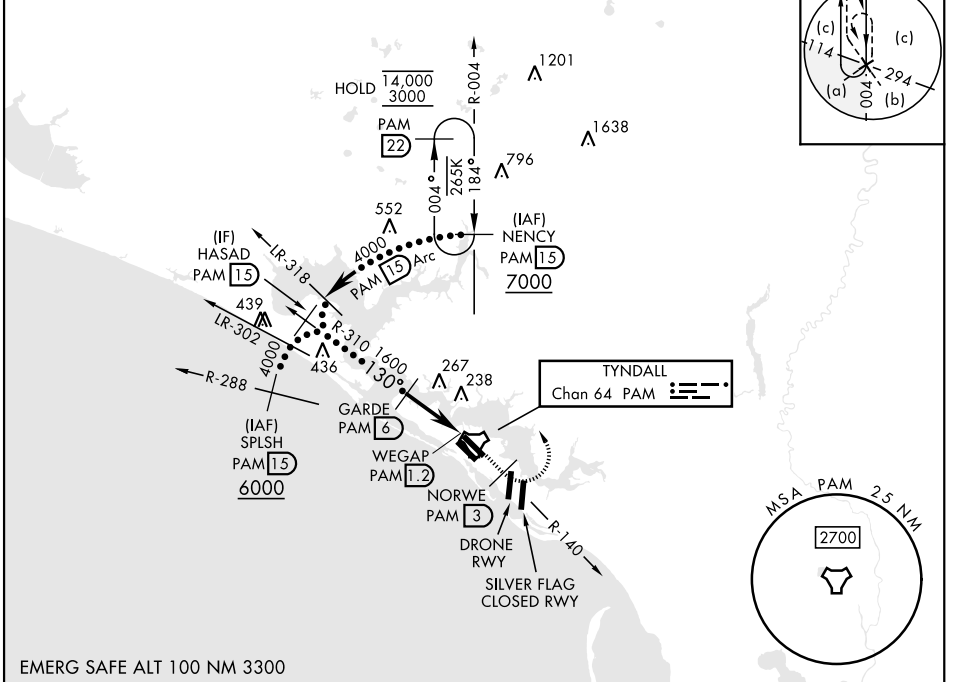 (c)
(c)
114
294
(a)
004
(b)
1201
R-004
HOLD 14,000
3000
PAM
22
1638
796
004°
265K
184°
552
(IAF)
NENCY
PAM 15
7000
4000
PAM 15 Arc
(IF)
HASAD
PAM 15
LR-318
439
LR-302
R-310 1600
130°
436
4000
R-288
(IAF)
SPLSH
PAM 15
6000
267
238
TYNDALL
Chan 64 PAM
GARDE
PAM 6
WEGAP
PAM 1.2
NORWE
PAM 3
DRONE
RWY
R-140
SILVER FLAG
CLOSED RWY
MSA PAM 25 NM
2700
EMERG SAFE ALT 100 NM 3300